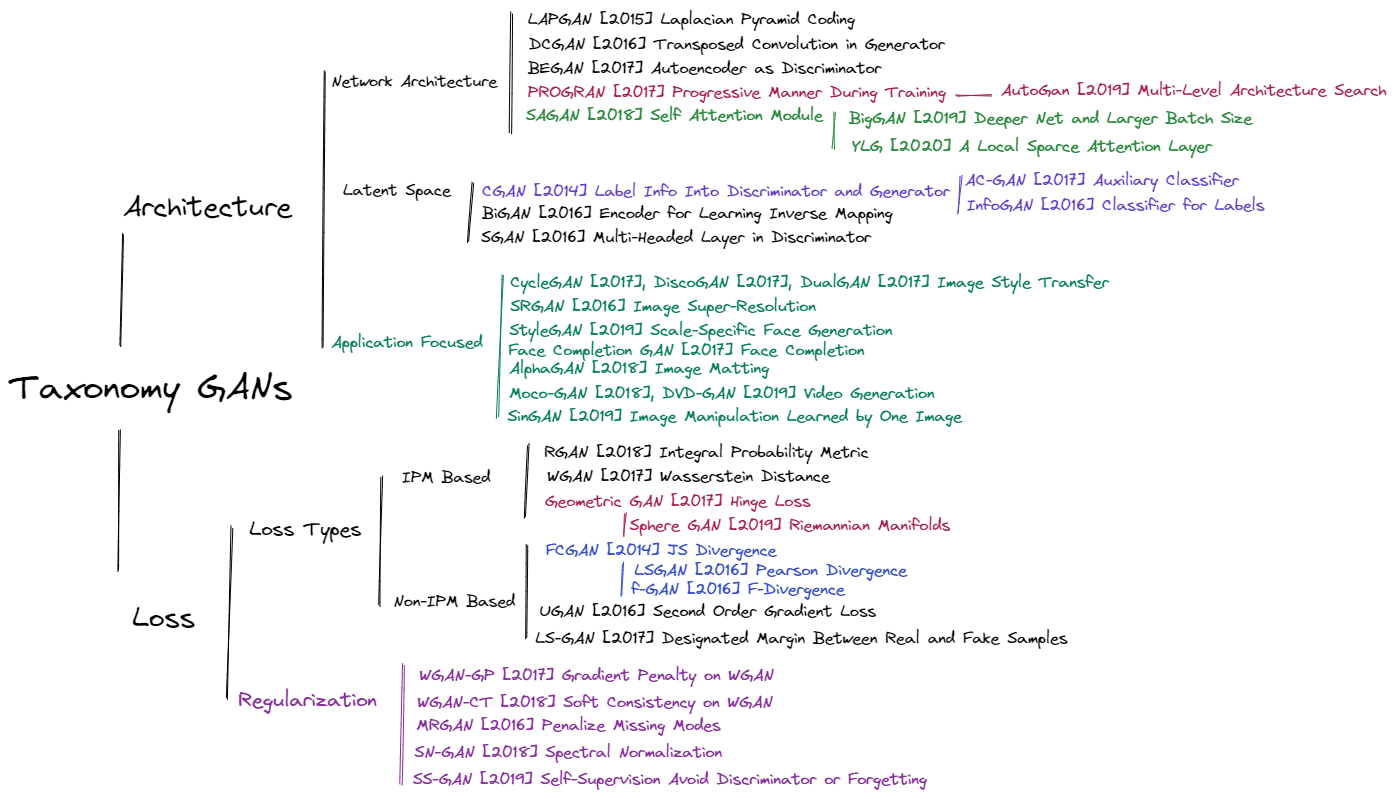 Taxonomy GANs
Architecture
Network Architecture
LAPGAN [2015] Laplacian Pyramid Coding
DCGAN [2016] Transposed Convolution in Generator
BEGAN [2017] Autoencoder as Discriminator
PROGRAN [2017] Progressive Manner During Training
AutoGan [2019] Multi-Level Architecture Search
SAGAN [2018] Self Attention Module
BigGAN [2019] Deeper Net and Larger Batch Size
YLG [2020] A Local Sparce Attention Layer
Latent Space
CGAN [2014] Label Info Into Discriminator and Generator
AC-GAN [2017] Auxiliary Classifier
InfoGAN [2016] Classifier for Labels
BiGAN [2016] Encoder for Learning Inverse Mapping
SGAN [2016] Multi-Headed Layer in Discriminator
Application Focused
CycleGAN [2017], DiscoGAN [2017], DualGAN [2017] Image Style Transfer
SRGAN [2016] Image Super-Resolution
StyleGAN [2019] Scale-Specific Face Generation
Face Completion GAN [2017] Face Completion
AlphaGAN [2018] Image Matting
Moco-GAN [2018], DVD-GAN [2019] Video Generation
SinGAN [2019] Image Manipulation Learned by One Image
Loss
Loss Types
IPM Based
RGAN [2018] Integral Probability Metric
WGAN [2017] Wasserstein Distance
Geometric GAN [2017] Hinge Loss
Sphere GAN [2019] Riemannian Manifolds
Non-IPM Based
FCGAN [2014] JS Divergence
LSGAN [2016] Pearson Divergence
f-GAN [2016] F-Divergence
UGAN [2016] Second Order Gradient Loss
LS-GAN [2017] Designated Margin Between Real and Fake Samples
Regularization
WGAN-GP [2017] Gradient Penalty on WGAN
WGAN-CT [2018] Soft Consistency on WGAN
MRGAN [2016] Penalize Missing Modes
SN-GAN [2018] Spectral Normalization
SS-GAN [2019] Self-Supervision Avoid Discriminator or Forgetting